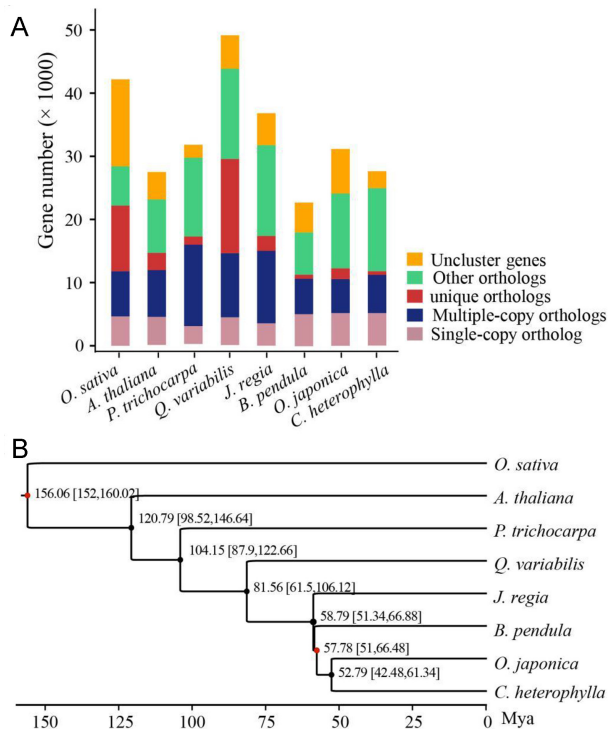 A
Gene number (× 1000)
50
40
30
20
10
0
Uncluster genes
Other orthologs
unique orthologs
Multiple-copy orthologs
Single-copy ortholog
O. sativa
A. thaliana
P. trichocarpa
Q. variabilis
J. regia
B. pendula
O. japonica
C. heterophylla
B
O. sativa
156.06 [152,160.02]
A. thaliana
120.79 [98.52,146.64]
P. trichocarpa
104.15 [87.9,122.66]
Q. variabilis
81.56 [61.5,106.12]
J. regia
58.79 [51.34,66.88]
B. pendula
57.78 [51,66.48]
O. japonica
52.79 [42.48,61.34]
C. heterophylla
150 125 100 75 50 25 0 Mya